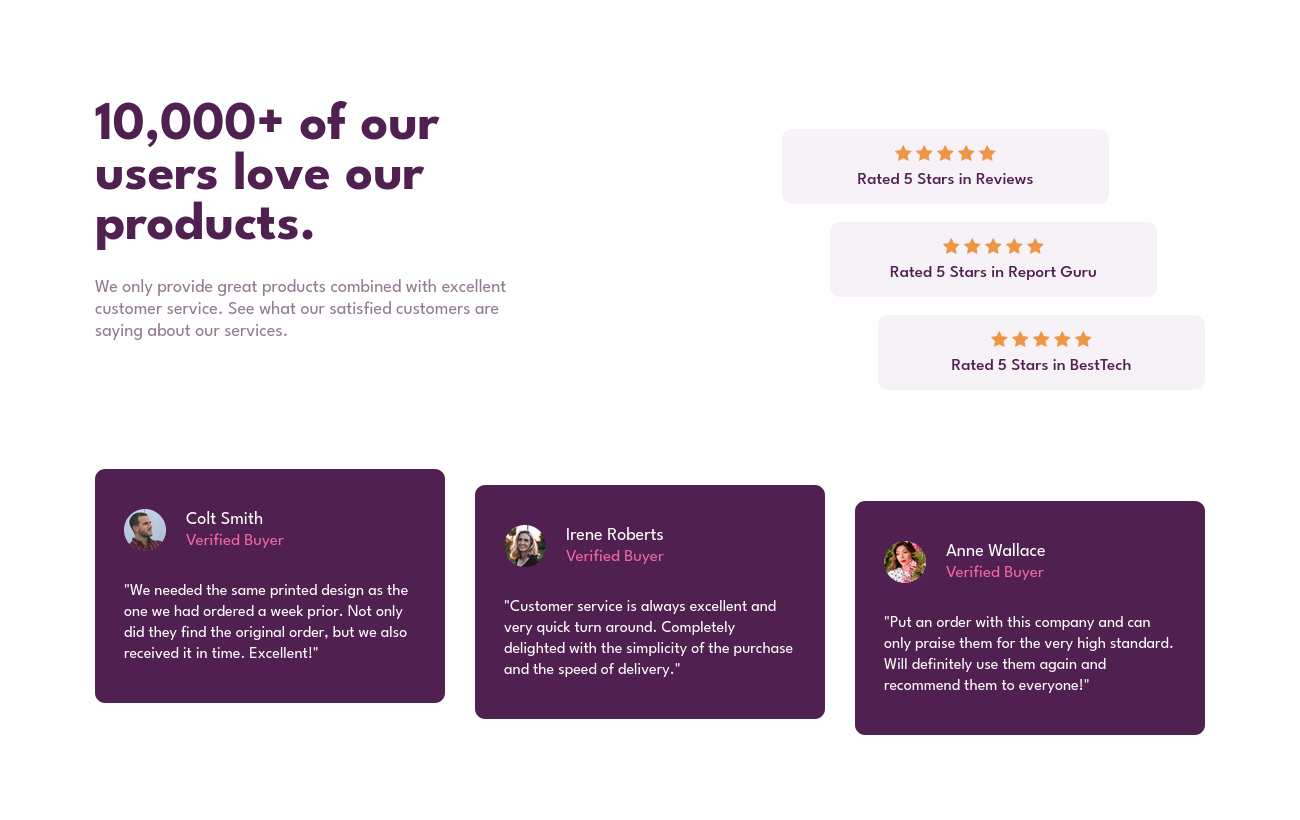 10,000+ of our
users love our
products.
We only provide great products combined with excellent
customer service. See what our satisfied customers are
saying about our services.
Rated 5 Stars in Reviews
Rated 5 Stars in Report Guru
Rated 5 Stars in BestTech
Colt Smith
Verified Buyer
"We needed the same printed design as the
one we had ordered a week prior. Not only
did they find the original order, but we also
received it in time. Excellent!"
Irene Roberts
Verified Buyer
"Customer service is always excellent and
very quick turn around. Completely
delighted with the simplicity of the purchase
and the speed of delivery."
Anne Wallace
Verified Buyer
"Put an order with this company and can
only praise them for the very high standard.
Will definitely use them again and
recommend them to everyone!"